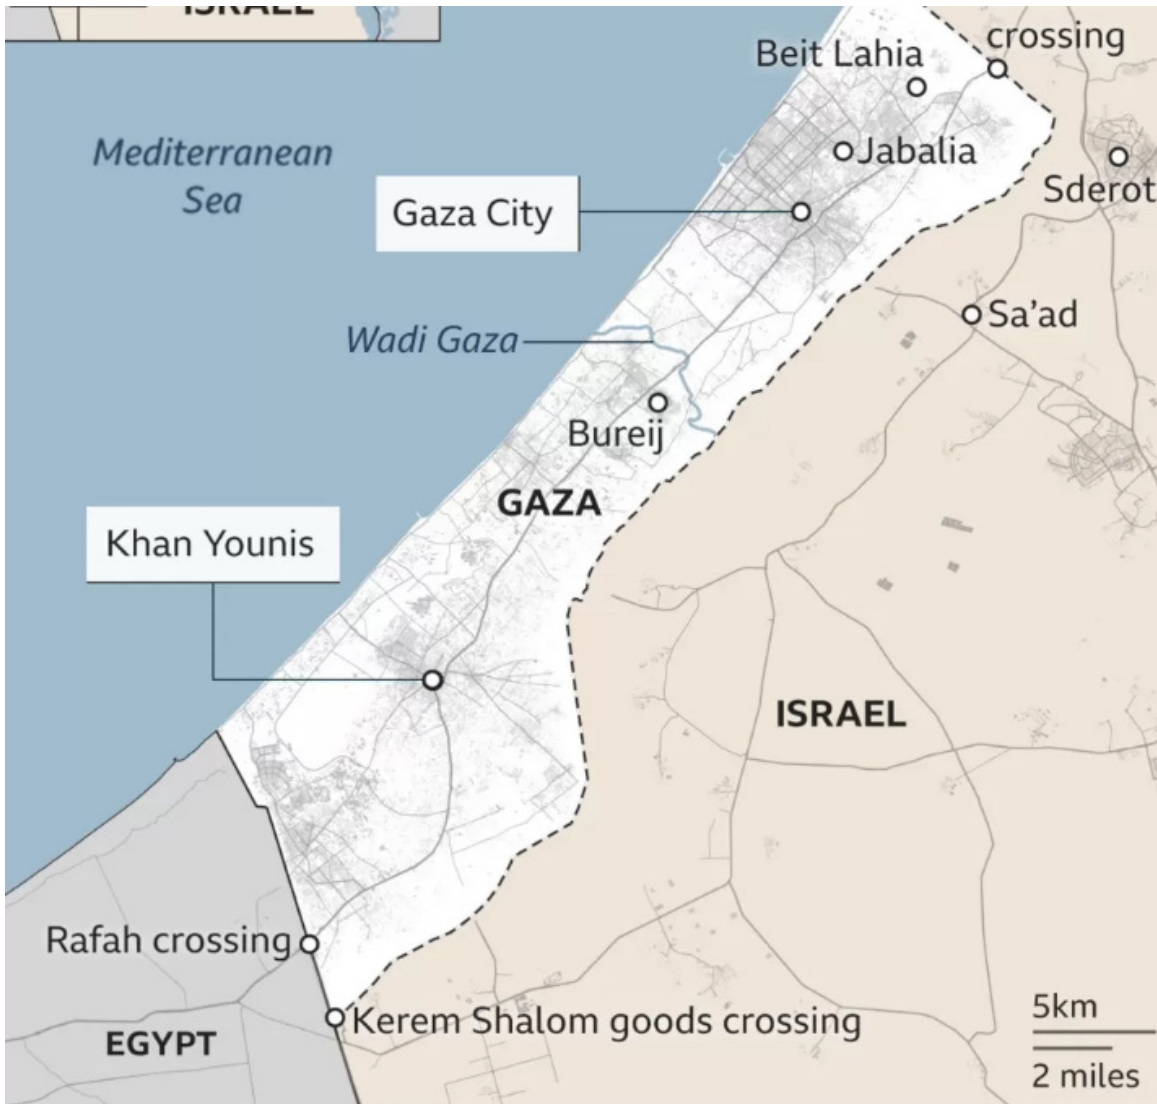 ISRAEL
crossing
Beit Lahia
Mediterranean
Sea
Jabalia
Sderot
Gaza City
Sa'ad
Wadi Gaza
Bureij
GAZA
Khan Younis
ISRAEL
Rafah crossing
Kerem Shalom goods crossing
EGYPT
5km
2 miles